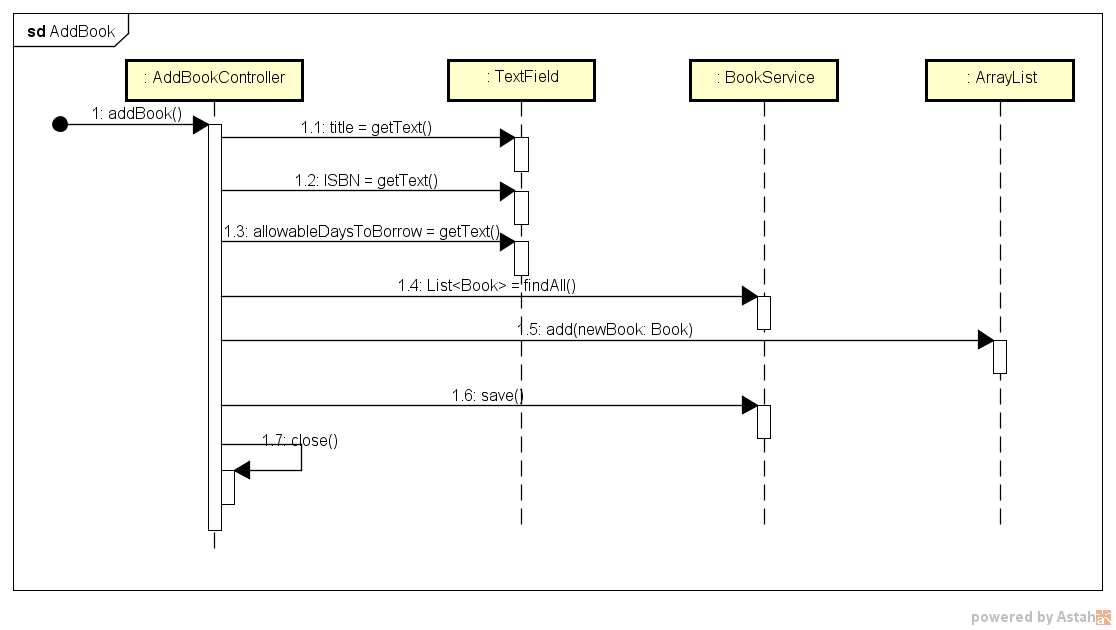 sd AddBook
: AddBookController
: TextField
: BookService
: ArrayList
1: addBook()
1.1: title = getText()
1.2: ISBN = getText()
1.3: allowableDaysToBorrow = getText()
1.4: List<Book> = findAll()
1.5: add(newBook: Book)
1.6: save()
1.7: close()
powered by Astah